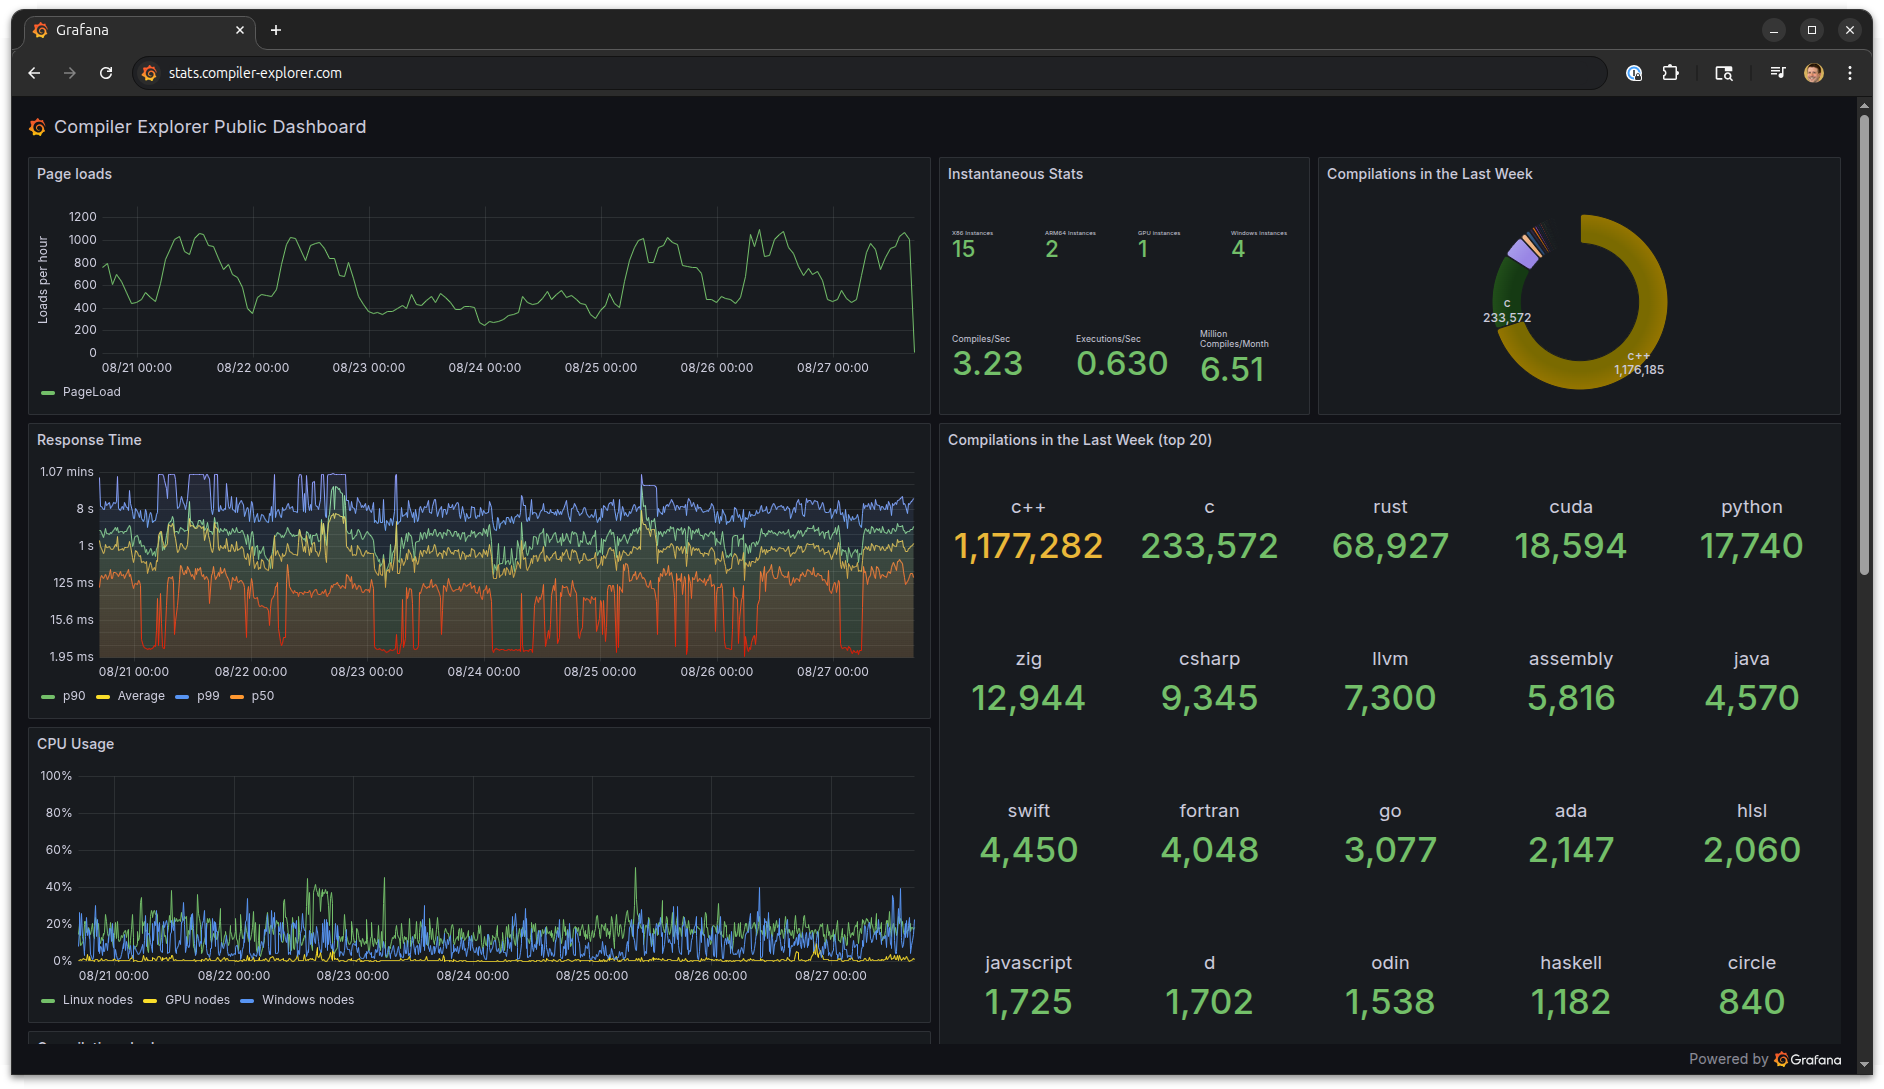 Grafana
stats.compiler-explorer.com
Compiler Explorer Public Dashboard
Page loads
Loads per hour
1200
1000
800
600
400
200
0
08/21 00:00 08/22 00:00 08/23 00:00 08/24 00:00 08/25 00:00 08/26 00:00 08/27 00:00
PageLoad
Instantaneous Stats
X86 Instances ARM64 Instances GPU Instances Windows Instances
15 2 1 4
Compiles/Sec Executions/Sec Million Compiles/Month
3.23 0.630 6.51
Compilations in the Last Week
c
233,572
c++
1,176,185
Response Time
1.07 mins
8 s
1 s
125 ms
15.6 ms
1.95 ms
08/21 00:00 08/22 00:00 08/23 00:00 08/24 00:00 08/25 00:00 08/26 00:00 08/27 00:00
p90 Average p99 p50
CPU Usage
100%
80%
60%
40%
20%
0%
08/21 00:00 08/22 00:00 08/23 00:00 08/24 00:00 08/25 00:00 08/26 00:00 08/27 00:00
Linux nodes GPU nodes Windows nodes
Compilations in the Last Week (top 20)
c++ c rust cuda python
1,177,282 233,572 68,927 18,594 17,740
zig csharp llvm assembly java
12,944 9,345 7,300 5,816 4,570
swift fortran go ada hlsl
4,450 4,048 3,077 2,147 2,060
javascript d odin haskell circle
1,725 1,702 1,538 1,182 840
Powered by Grafana